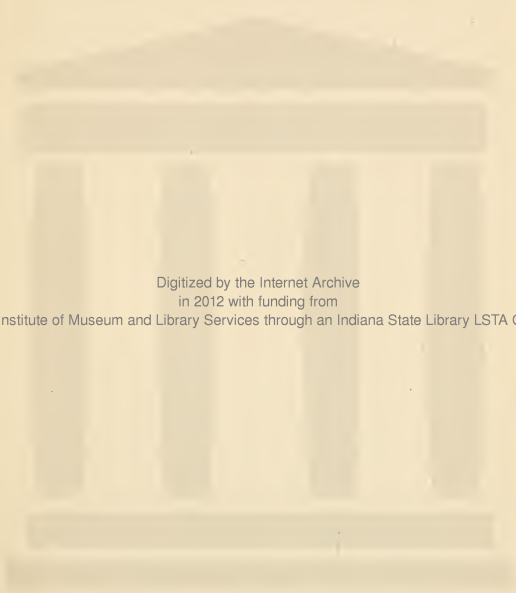 Digitized by the Internet Archive
in 2012 with funding from
nstitute of Museum and Library Services through an Indiana State Library LSTA